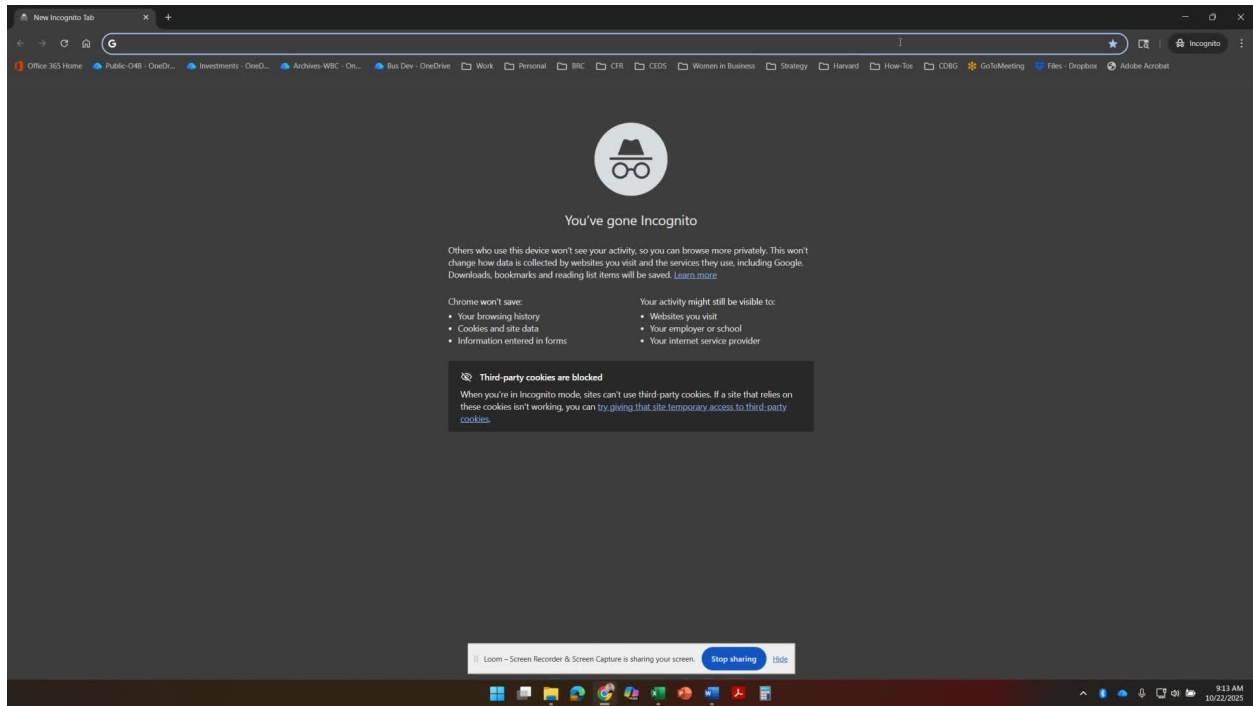 New Incognito Tab
G
Incognito
Office 365 Home Public-O4B - OneDr... Investments - OneD... Archives-WBC - On... Bus Dev - OneDrive Work Personal BRC CFR CEDS Women in Business Strategy Harvard How-Tos CDBG GoToMeeting Files - Dropbox Adobe Acrobat
You've gone Incognito
Others who use this device won't see your activity, so you can browse more privately. This won't
change how data is collected by websites you visit and the services they use, including Google.
Downloads, bookmarks and reading list items will be saved. Learn more
Chrome won't save:
• Your browsing history
• Cookies and site data
• Information entered in forms
Your activity might still be visible to:
• Websites you visit
• Your employer or school
• Your internet service provider
Third-party cookies are blocked
When you're in Incognito mode, sites can't use third-party cookies. If a site that relies on
these cookies isn't working, you can try giving that site temporary access to third-party
cookies.
Loom – Screen Recorder & Screen Capture is sharing your screen. Stop sharing Hide
9:13 AM
10/22/2025